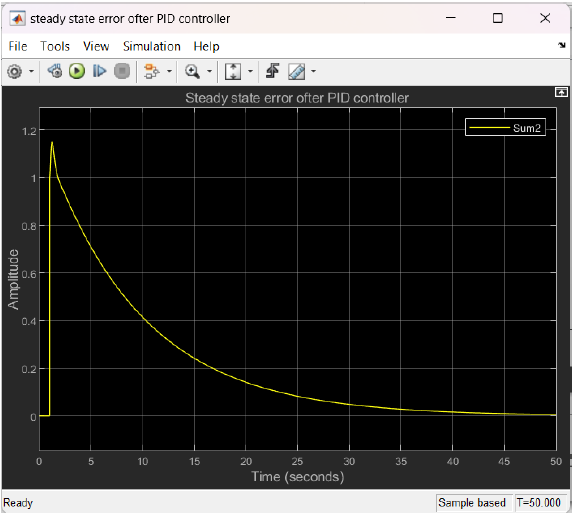 steady state error ofter PID controller
File Tools View Simulation Help
Steady state error ofter PID controller
Sum2
1.2
1
0.8
0.6
0.4
0.2
0
Amplitude
0 5 10 15 20 25 30 35 40 45 50
Time (seconds)
Ready Sample based T=50.000